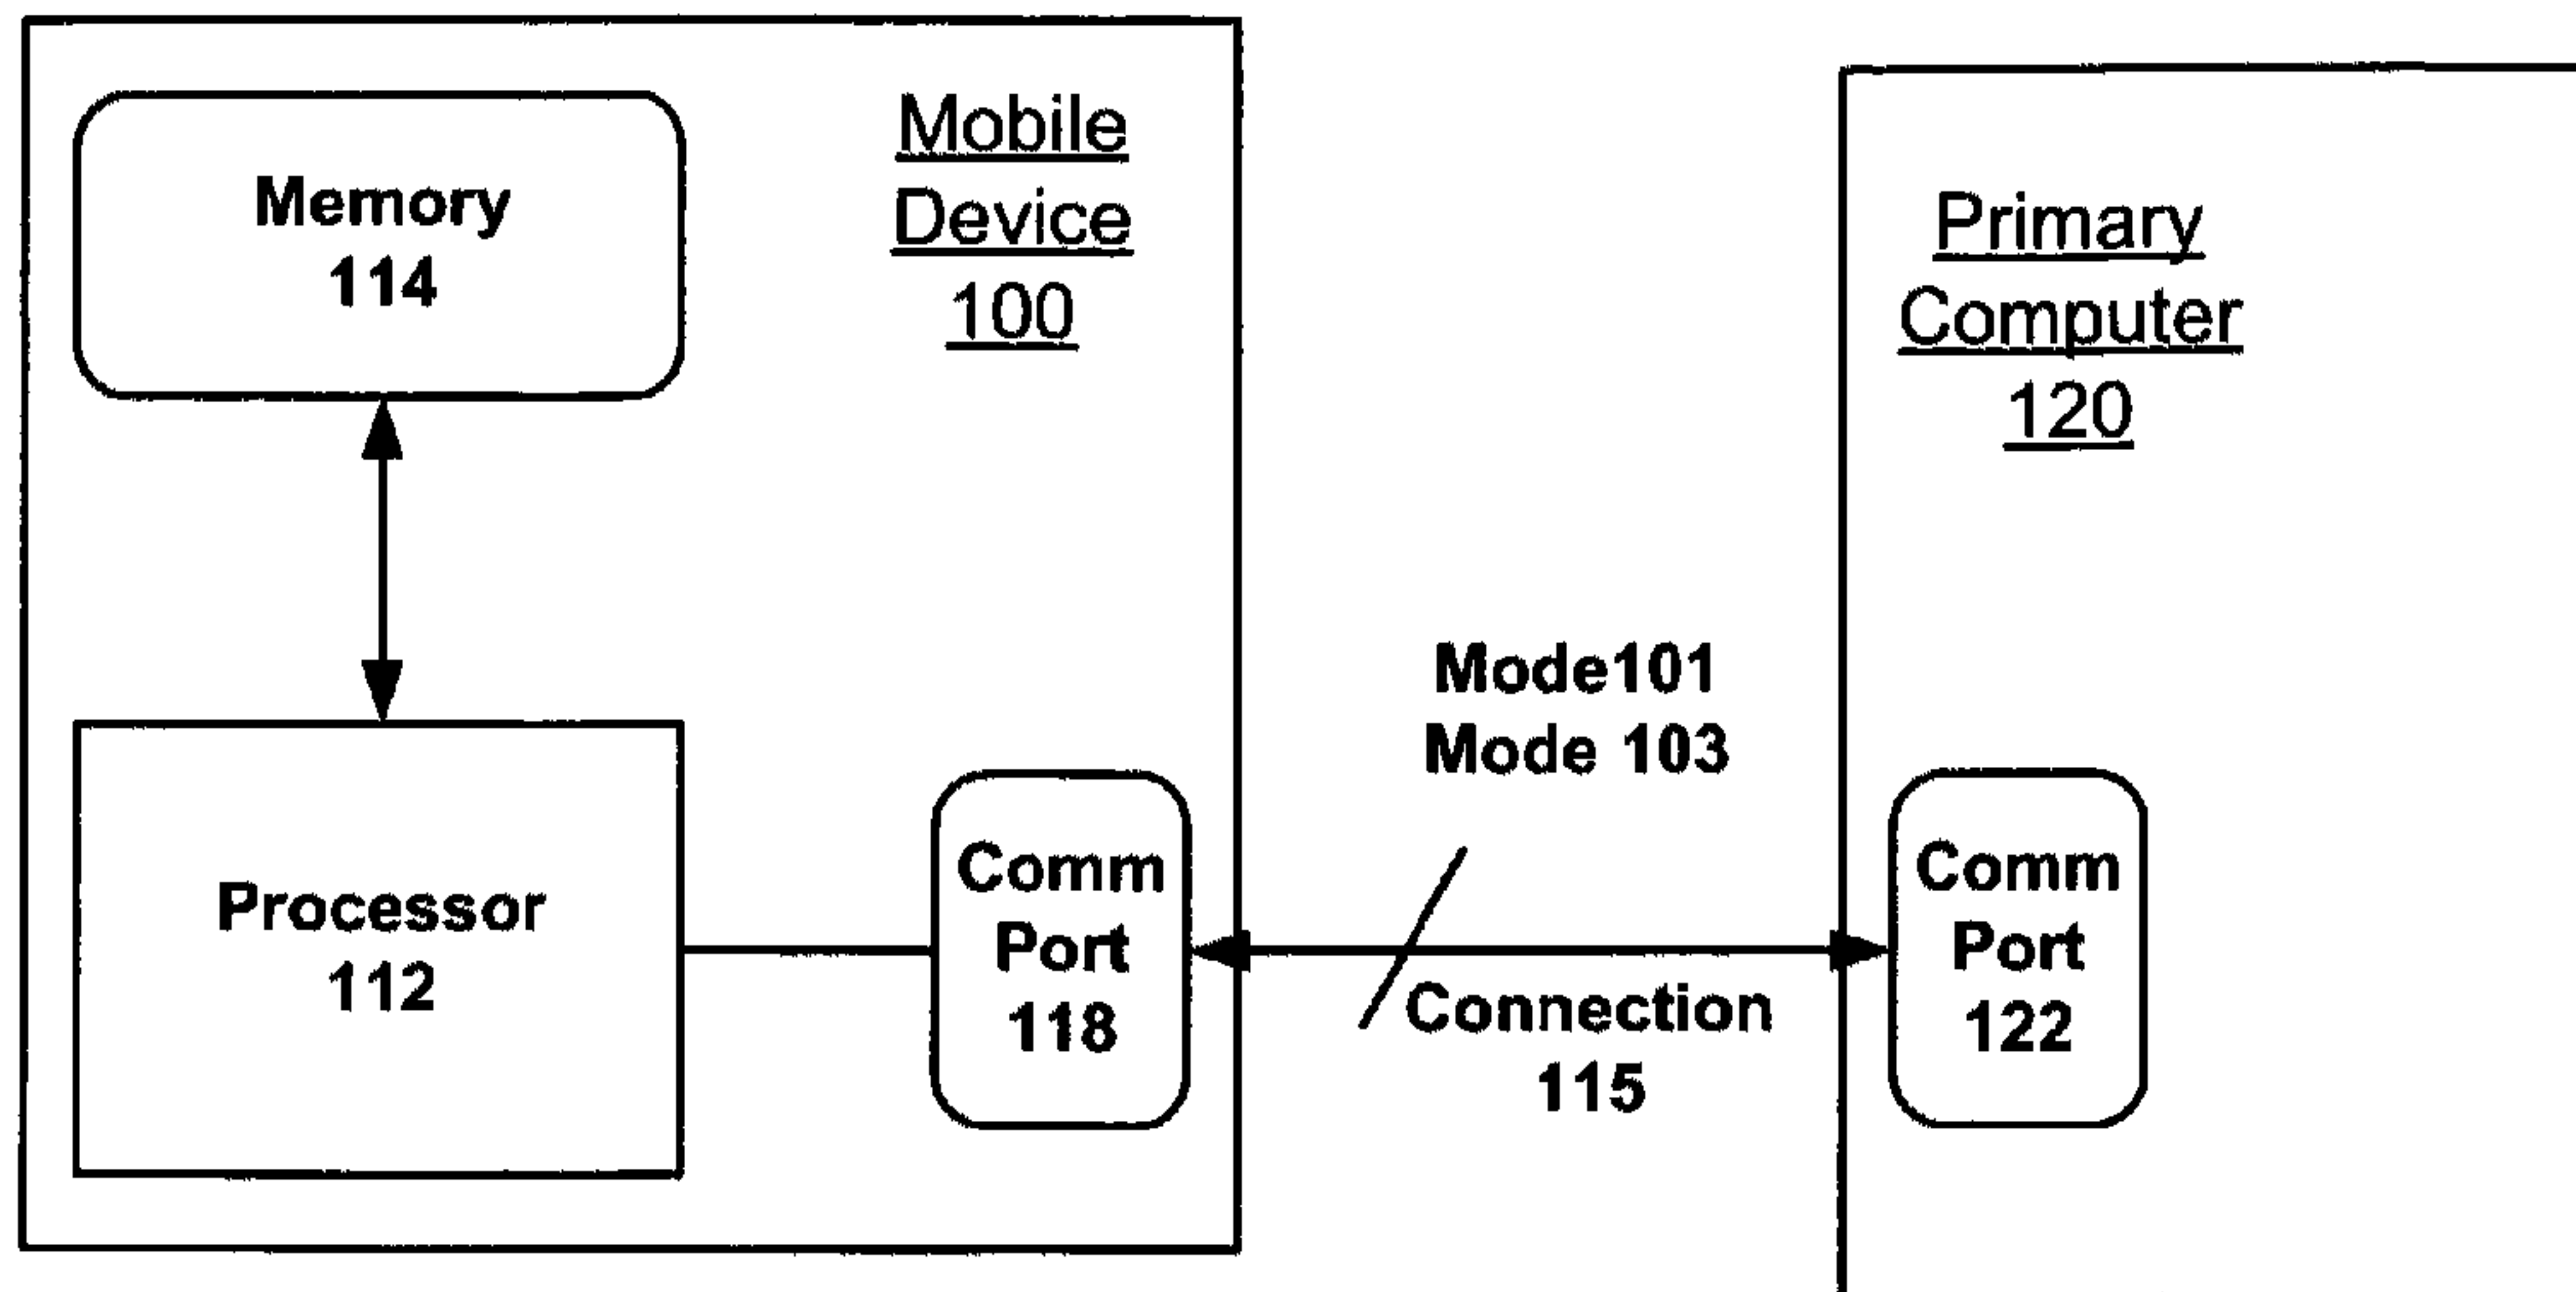 Mobile
Device
100
Memory
114
Processor
112
Comm
Port
118
Mode101
Mode 103
Connection
115
Primary
Computer
120
Comm
Port
122